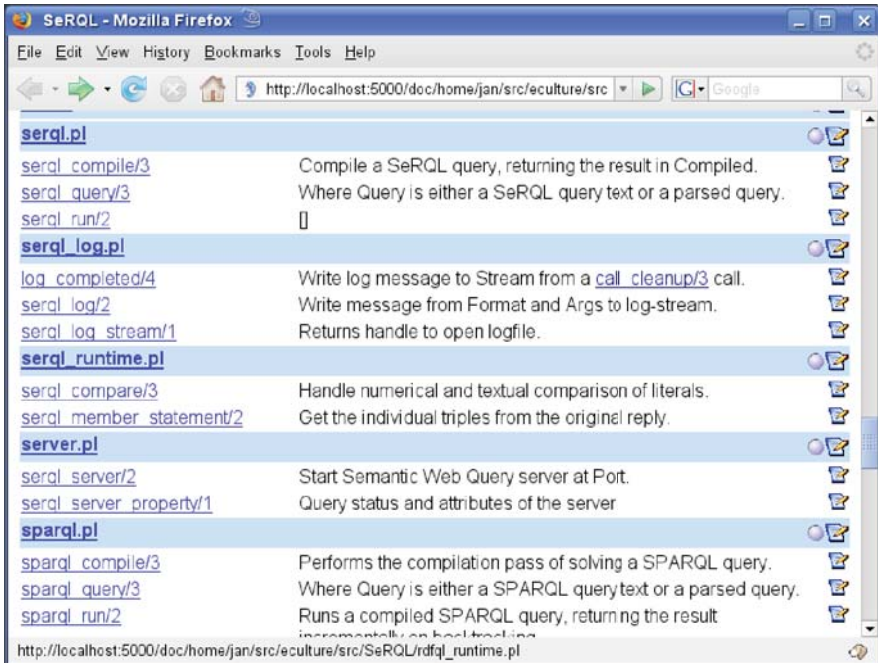 SeRQL - Mozilla Firefox
File Edit View History Bookmarks Tools Help
http://localhost:5000/doc/home/jan/src/eculture/src Google
serql.pl
serql_compile/3 Compile a SeRQL query, returning the result in Compiled.
serql_query/3 Where Query is either a SeRQL query text or a parsed query.
serql_run/2 []
serql_log.pl
log_completed/4 Write log message to Stream from a call_cleanup/3 call.
serql_log/2 Write message from Format and Args to log-stream.
serql_log_stream/1 Returns handle to open logfile.
serql_runtime.pl
serql_compare/3 Handle numerical and textual comparison of literals.
serql_member_statement/2 Get the individual triples from the original reply.
server.pl
serql_server/2 Start Semantic Web Query server at Port.
serql_server_property/1 Query status and attributes of the server
sparql.pl
sparql_compile/3 Performs the compilation pass of solving a SPARQL query.
sparql_query/3 Where Query is either a SPARQL query text or a parsed query.
sparql_run/2 Runs a compiled SPARQL query, returning the result
incrementally on backtracking
http://localhost:5000/doc/home/jan/src/eculture/src/SeRQL/rdfql_runtime.pl